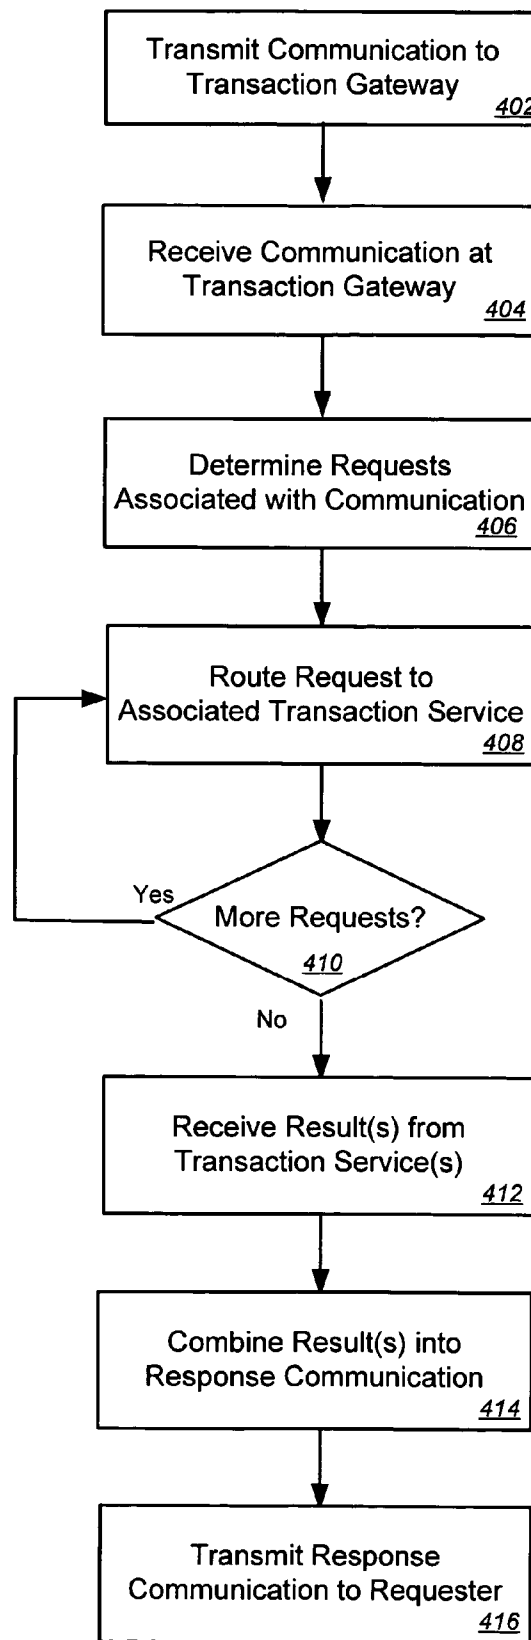 Transmit Communication to
Transaction Gateway
402
Receive Communication at
Transaction Gateway
404
Determine Requests
Associated with Communication
406
Route Request to
Associated Transaction Service
408
Yes
More Requests?
410
No
Receive Result(s) from
Transaction Service(s)
412
Combine Result(s) into
Response Communication
414
Transmit Response
Communication to Requester
416